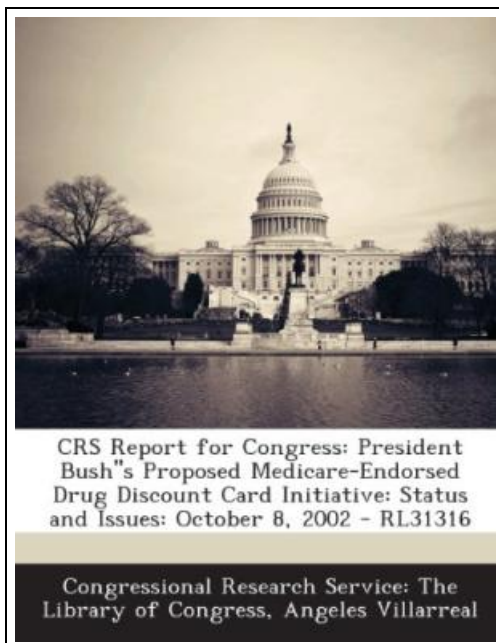 CRS Report for Congress: President
Bush"s Proposed Medicare-Endorsed
Drug Discount Card Initiative: Status
and Issues: October 8, 2002 - RL31316
Congressional Research Service: The
Library of Congress, Angeles Villarreal